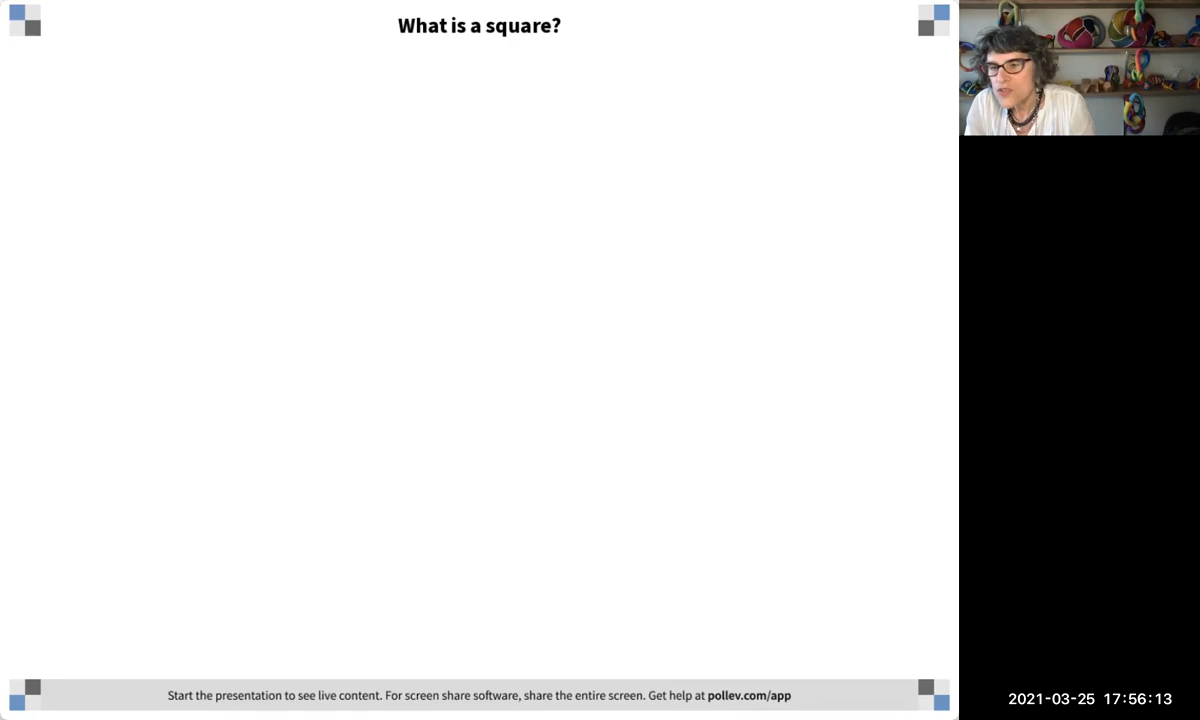 What is a square?
Start the presentation to see live content. For screen share software, share the entire screen. Get help at pollev.com/app
2021-03-25 17:56:13